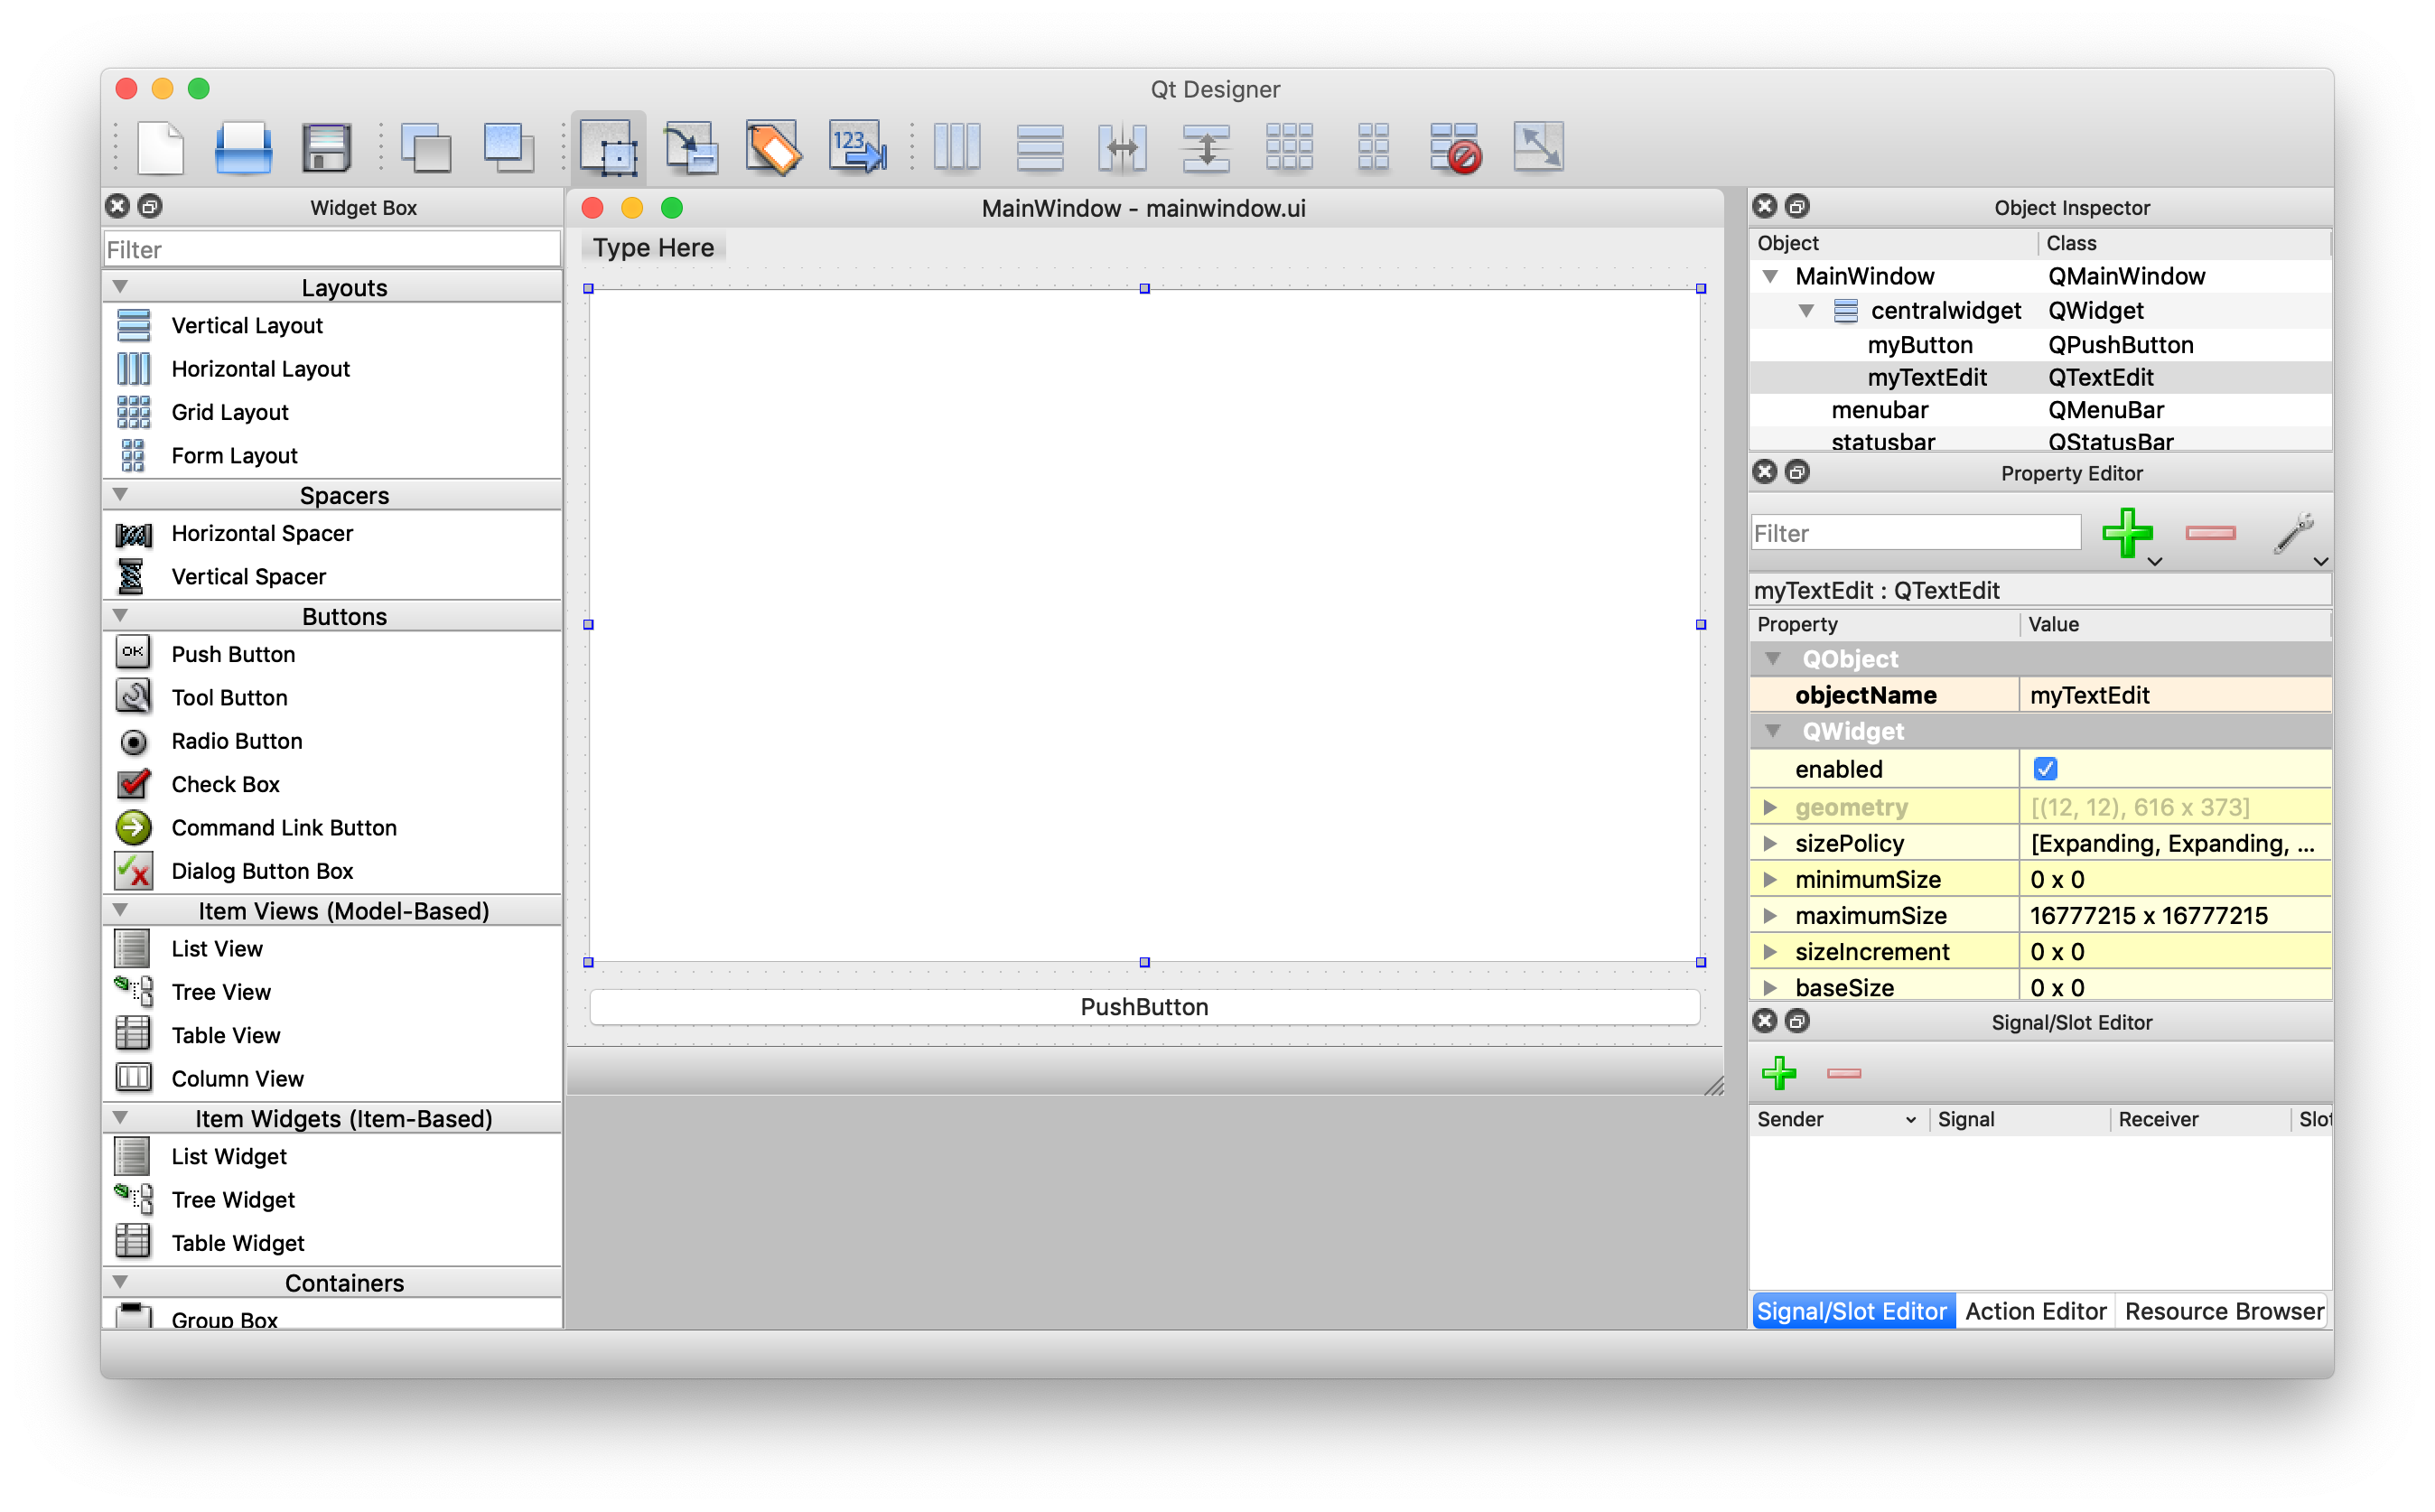 Qt Designer
123
Widget Box
Filter
Layouts
Vertical Layout
Horizontal Layout
Grid Layout
Form Layout
Spacers
Horizontal Spacer
Vertical Spacer
Buttons
OK
Push Button
Tool Button
Radio Button
Check Box
Command Link Button
Dialog Button Box
Item Views (Model-Based)
List View
Tree View
Table View
Column View
Item Widgets (Item-Based)
List Widget
Tree Widget
Table Widget
Containers
Group Box
MainWindow - mainwindow.ui
Type Here
PushButton
Object Inspector
Object Class
MainWindow QMainWindow
centralwidget QWidget
myButton QPushButton
myTextEdit QTextEdit
menubar QMenuBar
statusbar QStatusBar
Property Editor
Filter
myTextEdit : QTextEdit
Property Value
QObject
objectName myTextEdit
QWidget
enabled
geometry [(12, 12), 616 x 373]
sizePolicy [Expanding, Expanding, ...
minimumSize 0 x 0
maximumSize 16777215 x 16777215
sizeIncrement 0 x 0
baseSize 0 x 0
Signal/Slot Editor
Sender Signal Receiver Slot
Signal/Slot Editor Action Editor Resource Browser